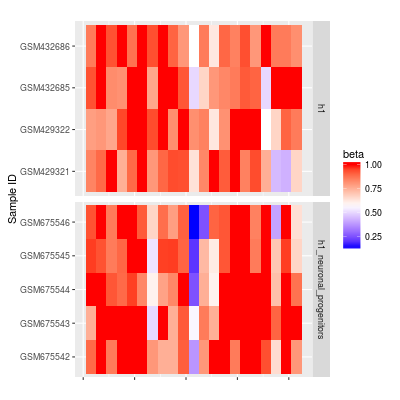 Sample ID
GSM432686
GSM432685
GSM429322
GSM429321
h1
GSM675546
GSM675545
GSM675544
GSM675543
GSM675542
h1_neuronal_progenitors
beta
1.00
0.75
0.50
0.25